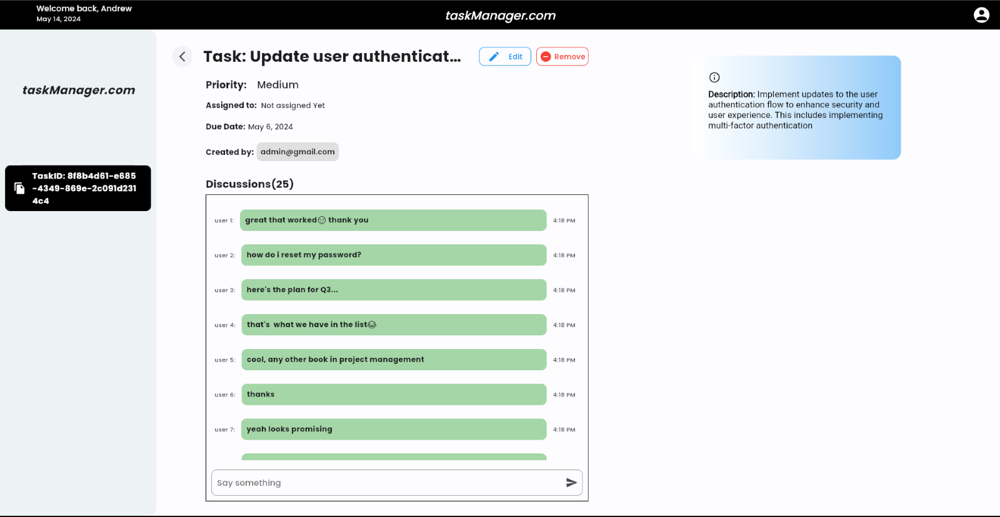 Welcome back, Andrew
May 14, 2024
taskManager.com
taskManager.com
TaskID: 8f8b4d61-e685
-4349-869e-2c091d231
4c4
Task: Update user authenticat...
Edit
Remove
Priority: Medium
Assigned to: Not assigned Yet
Due Date: May 6, 2024
Created by: admin@gmail.com
Description: Implement updates to the user
authentication flow to enhance security and
user experience. This includes implementing
multi-factor authentication
Discussions(25)
user 1: great that worked😊 thank you 4:18 PM
user 2: how do i reset my password? 4:18 PM
user 3: here's the plan for Q3... 4:18 PM
user 4: that's  what we have in the list😂 4:18 PM
user 5: cool, any other book in project management 4:18 PM
user 6: thanks 4:18 PM
user 7: yeah looks promising 4:18 PM
Say something